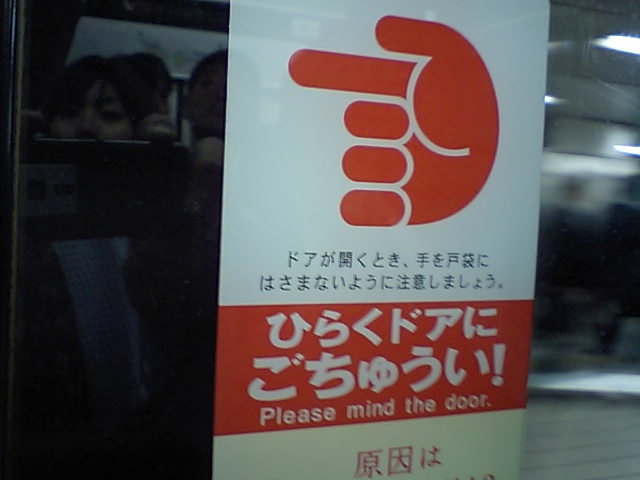 ドアが開くとき、手を戸袋に
はさまないように注意しましょう。
ひらくドアに
ごちゅうい!
Please mind the door.
原因は